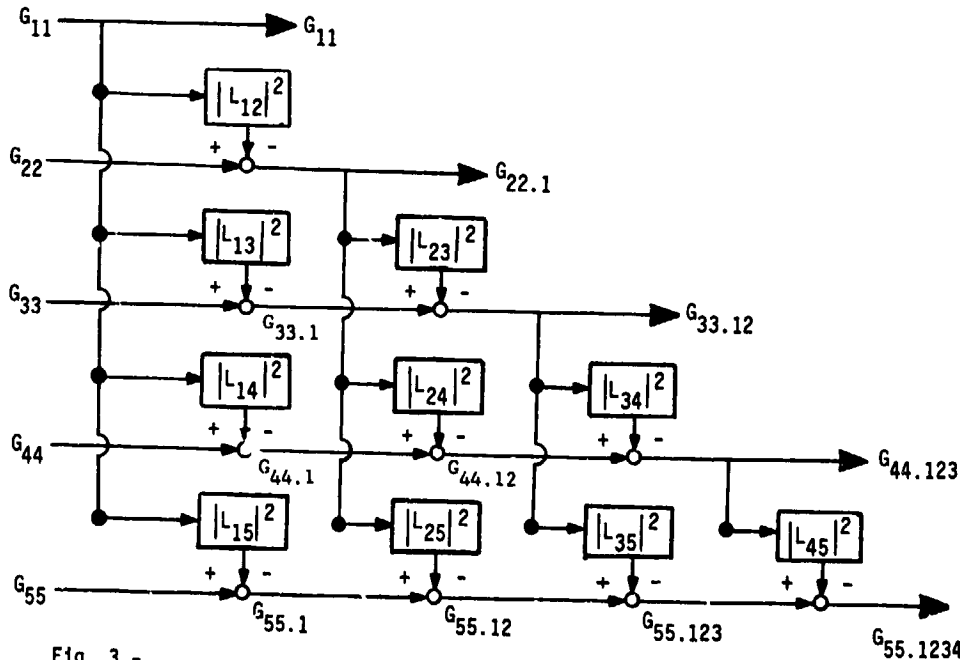 G11 G11
|L12|²
+ -
G22 G22.1
|L13|² |L23|²
+ - + -
G33 G33.1 G33.12
|L14|² |L24|² |L34|²
+ - + - + -
G44 G44.1 G44.12 G44.123
|L15|² |L25|² |L35|² |L45|²
+ - + - + - + -
G55 G55.1 G55.12 G55.123 G55.1234
Fig. 3 -